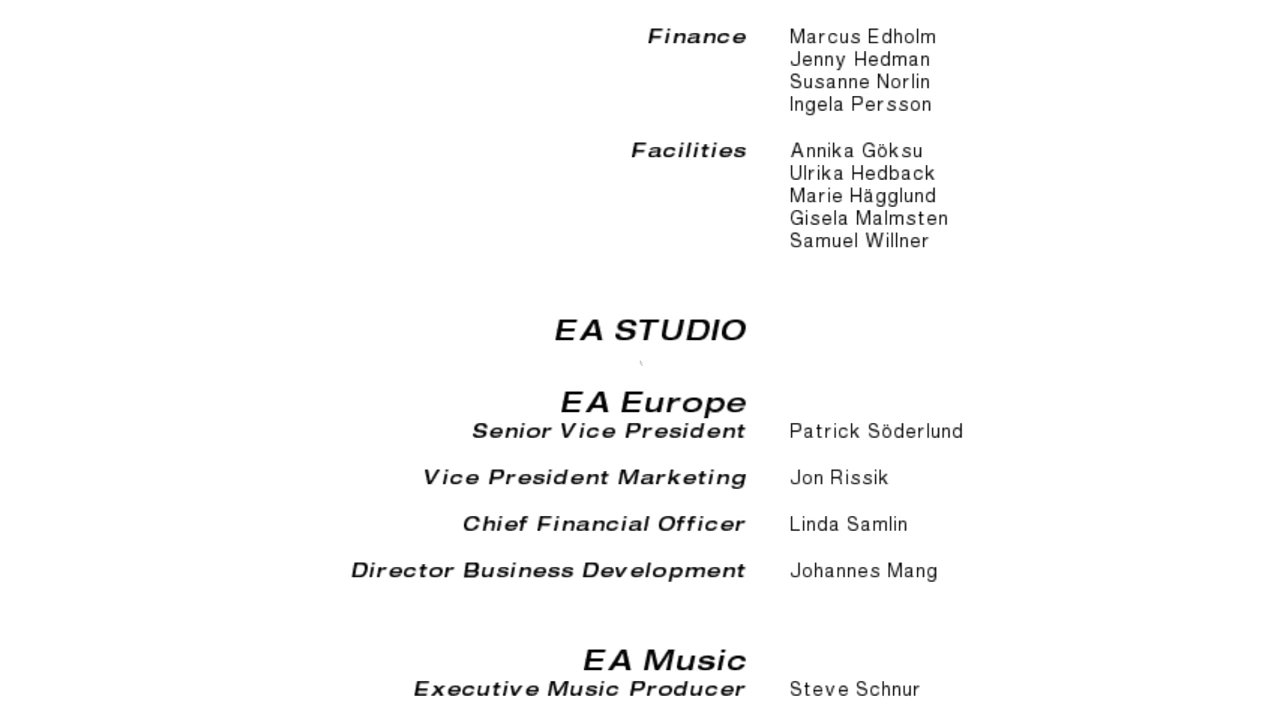 Finance Marcus Edholm
Jenny Hedman
Susanne Norlin
Ingela Persson
Facilities Annika Göksu
Ulrika Hedback
Marie Hägglund
Gisela Malmsten
Samuel Willner
EA STUDIO
EA Europe
Senior Vice President Patrick Söderlund
Vice President Marketing Jon Rissik
Chief Financial Officer Linda Samlin
Director Business Development Johannes Mang
EA Music
Executive Music Producer Steve Schnur